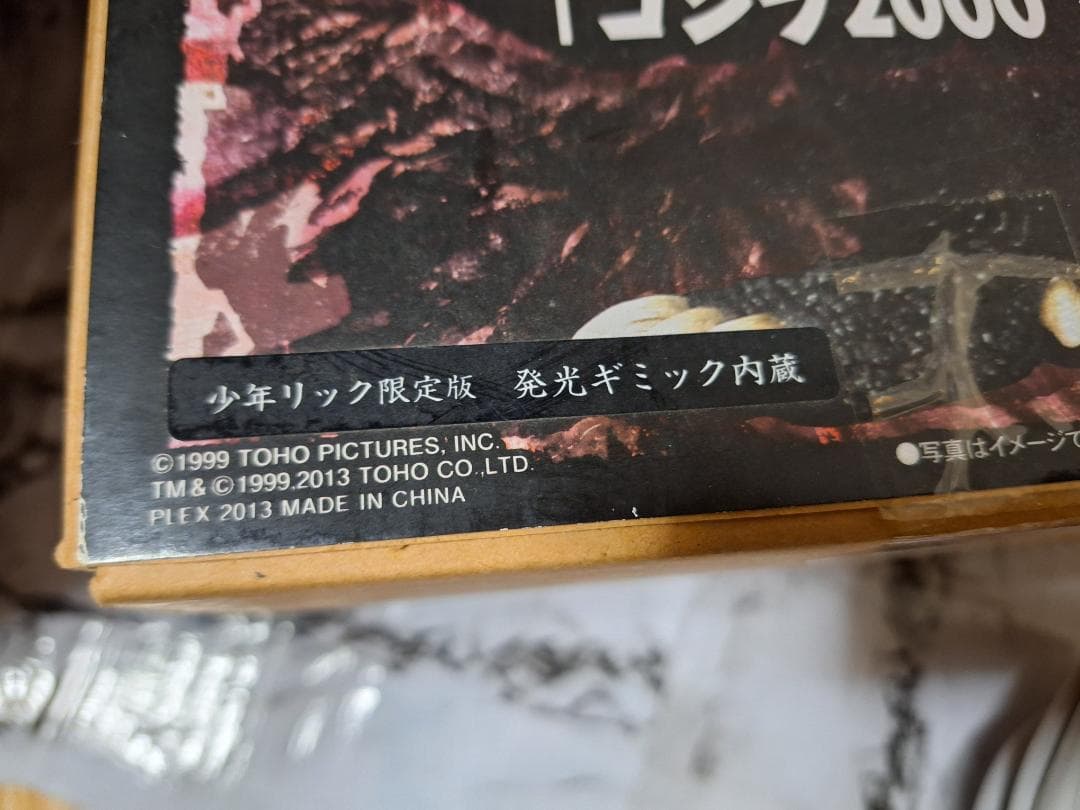 「ゴジラ2000
少年リック限定版 発光ギミック内蔵
©1999 TOHO PICTURES, INC.
TM & ©1999.2013 TOHO CO.,LTD.
PLEX 2013 MADE IN CHINA
●写真はイメージで